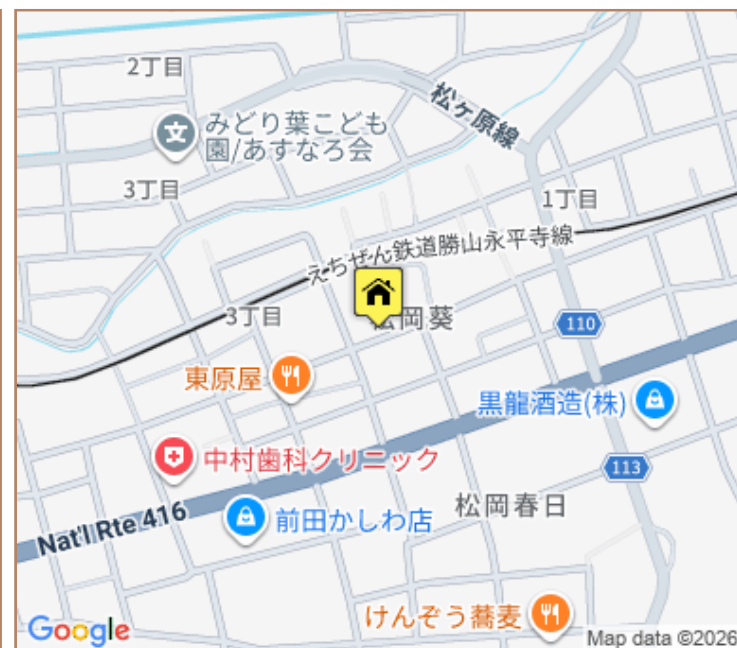 2丁目
松ヶ原線
みどり葉こども
園/あすなろ会
3丁目
1丁目
えちぜん鉄道勝山永平寺線
3丁目
松岡葵
110
東原屋
黒龍酒造(株)
中村歯科クリニック
113
松岡春日
Nat'l Rte 416
前田かしわ店
けんぞう蕎麦
Google
Map data ©2026